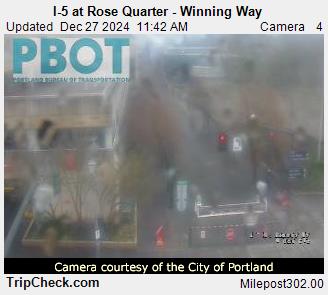 I-5 at Rose Quarter - Winning Way
Updated Dec 27 2024 11:42 AM Camera 4
PBOT
PORTLAND BUREAU OF TRANSPORTATION
Camera courtesy of the City of Portland
TripCheck.com Milepost302.00